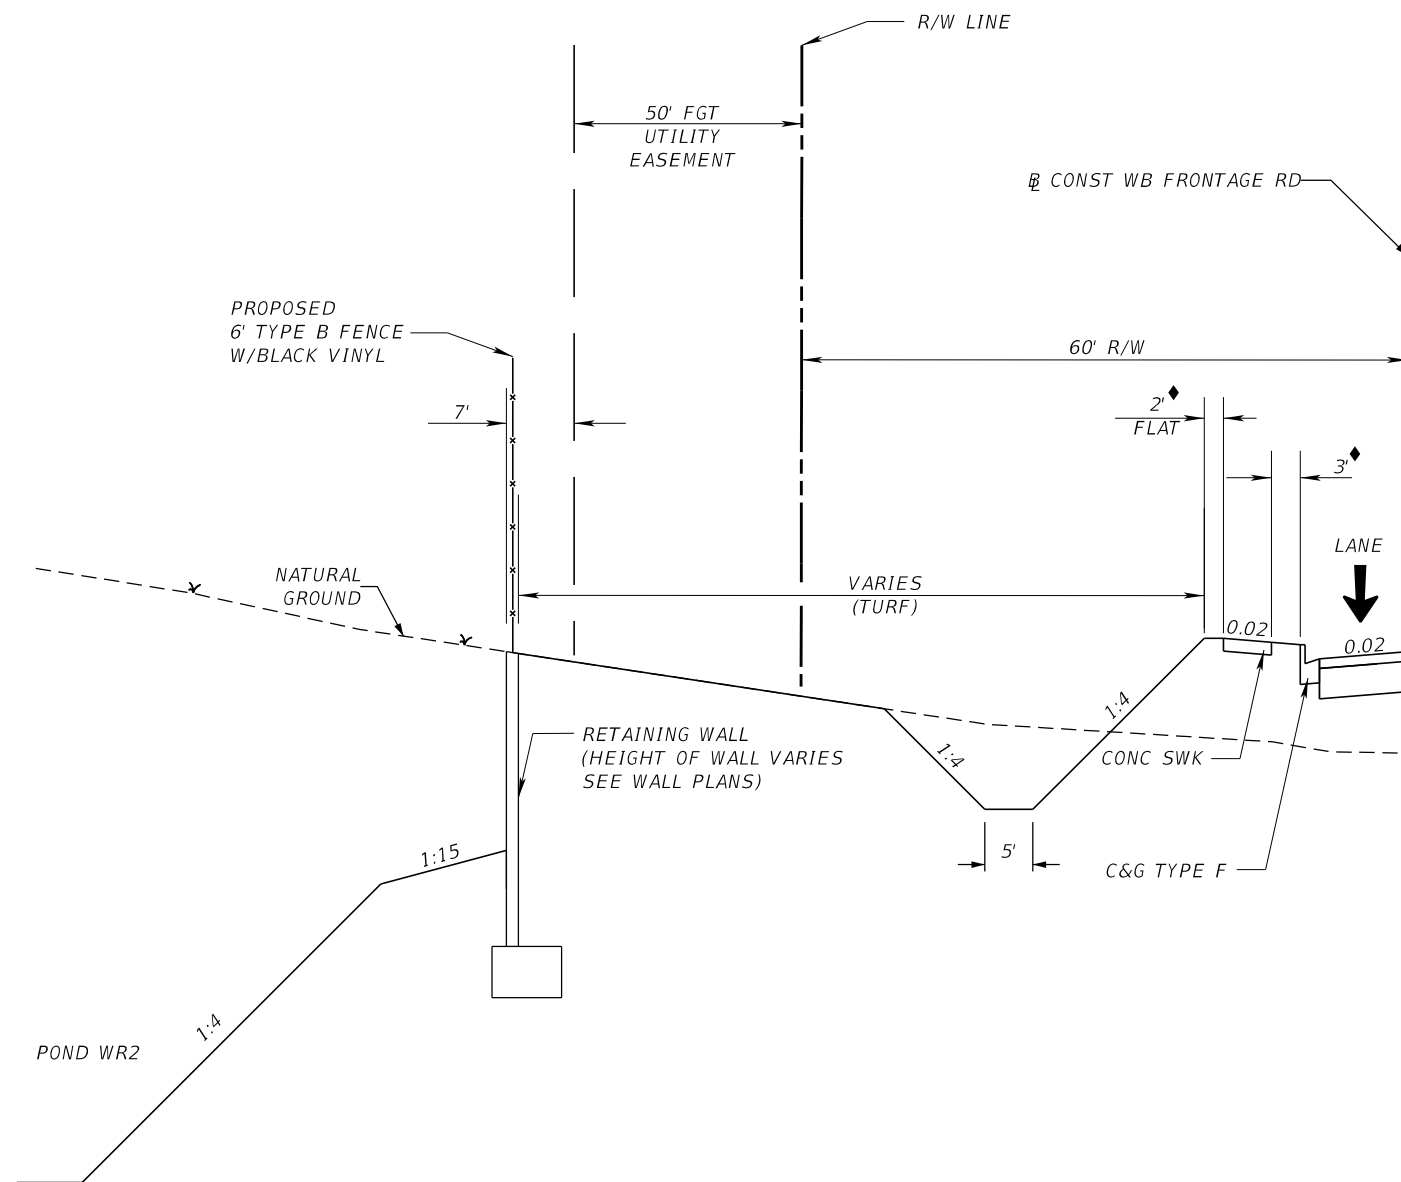 R/W LINE
50' FGT
UTILITY
EASEMENT
BL CONST WB FRONTAGE RD
PROPOSED
6' TYPE B FENCE
W/BLACK VINYL
60' R/W
7'
2'♦
FLAT
3'♦
LANE
NATURAL
GROUND
VARIES
(TURF)
0.02
0.02
1:4
1:4
RETAINING WALL
(HEIGHT OF WALL VARIES
SEE WALL PLANS)
CONC SWK
5'
C&G TYPE F
1:15
1:4
POND WR2